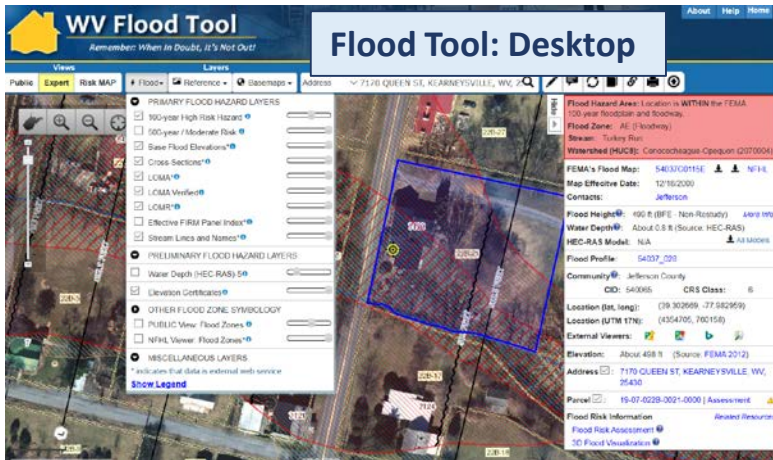 WV Flood Tool
Remember: When in Doubt, it's Not Out!
Flood Tool: Desktop
About Help Home
Views Layers
Public Expert Risk MAP Flood Reference Basemaps Address 7170 QUEEN ST, KEARNEYSVILLE, WV, 2
PRIMARY FLOOD HAZARD LAYERS
100-year High Risk Hazard
500-year / Moderate Risk
Base Flood Elevations*
Cross-Sections*
LOMA*
LOMA Verified
LOMR*
Effective FIRM Panel Index*
Stream Lines and Names*
PRELIMINARY FLOOD HAZARD LAYERS
Water Depth (HEC-RAS)
Elevation Certificates
OTHER FLOOD ZONE SYMBOLOGY
PUBLIC View: Flood Zones
NFHL Viewer: Flood Zones*
MISCELLANEOUS LAYERS
* indicates that data is external web service
Show Legend
Hide
Flood Hazard Area: Location is WITHIN the FEMA
100-year floodplain and floodway.
Flood Zone: AE (Floodway)
Stream: Turkey Run
Watershed (HUC8): Conococheague-Opequon (2070004)
FEMA's Flood Map: 54037C0115E NFHL
Map Effective Date: 12/18/2009
Contacts: Jefferson
Flood Height: 490 ft (BFE - Non-Restudy) More Info
Water Depth: About 0.8 ft (Source: HEC-RAS)
HEC-RAS Model: N/A All Models
Flood Profile: 54037_028
Community: Jefferson County
CID: 540065 CRS Class: 6
Location (lat, long): (39.302669, -77.982959)
Location (UTM 17N): (4354705, 760158)
External Viewers:
Elevation: About 498 ft (Source: FEMA 2012)
Address: 7170 QUEEN ST, KEARNEYSVILLE, WV,
25430
Parcel: 19-07-022B-0021-0000 | Assessment
Flood Risk Information Related Resources
Flood Risk Assessment
3D Flood Visualization